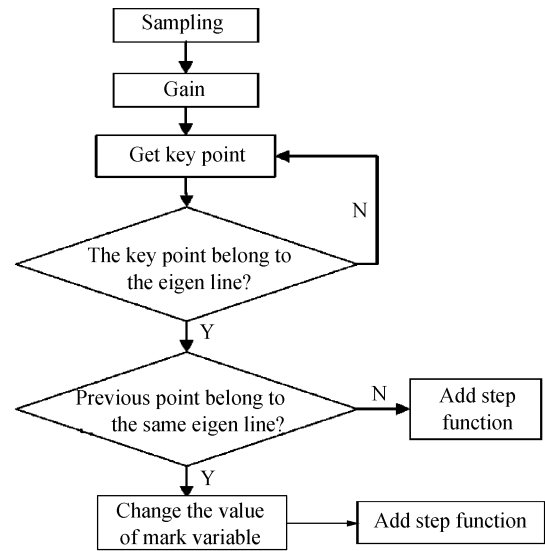 Sampling
Gain
Get key point
N
The key point belong to
the eigen line?
Y
Previous point belong to
the same eigen line?
N
Add step
function
Y
Change the value
of mark variable
Add step function